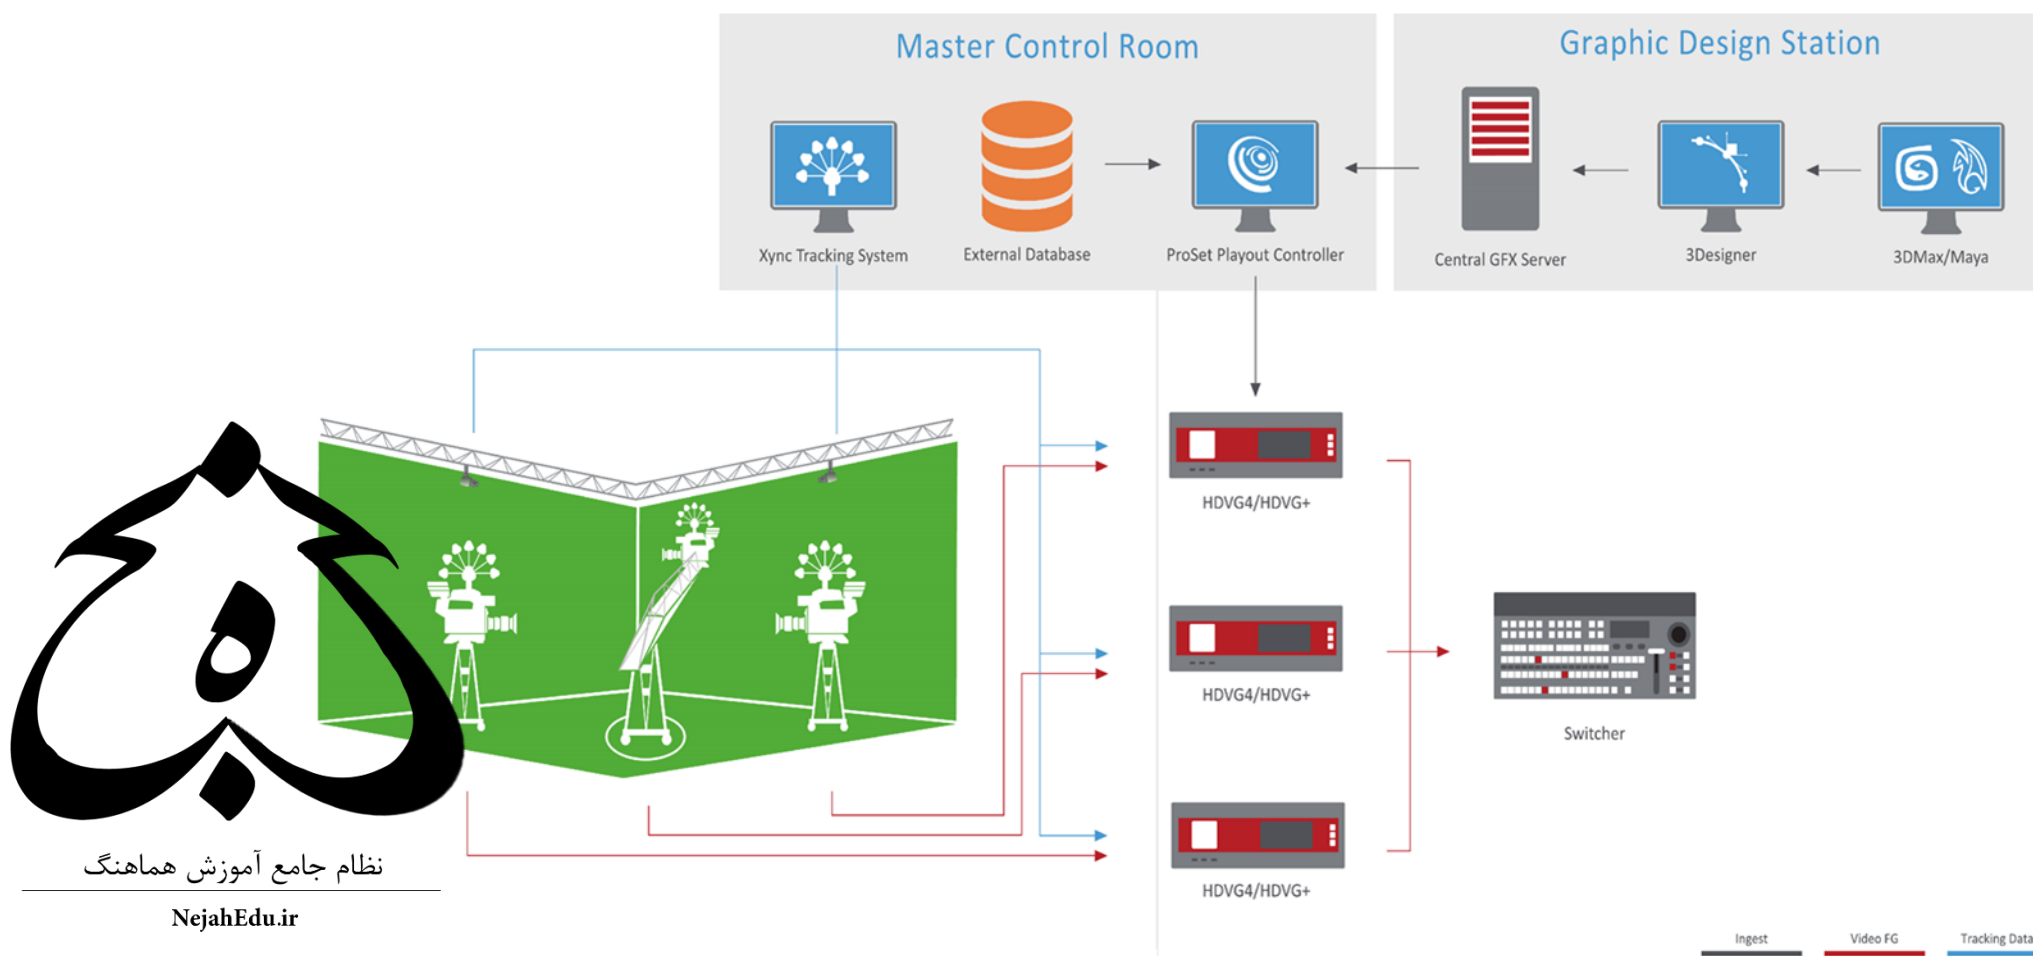 Master Control Room
Graphic Design Station
Xync Tracking System
External Database
ProSet Playout Controller
Central GFX Server
3Designer
3DMax/Maya
HDVG4/HDVG+
HDVG4/HDVG+
Switcher
HDVG4/HDVG+
نجاه
نظام جامع آموزش هماهنگ
NejahEdu.ir
Ingest
Video FG
Tracking Data